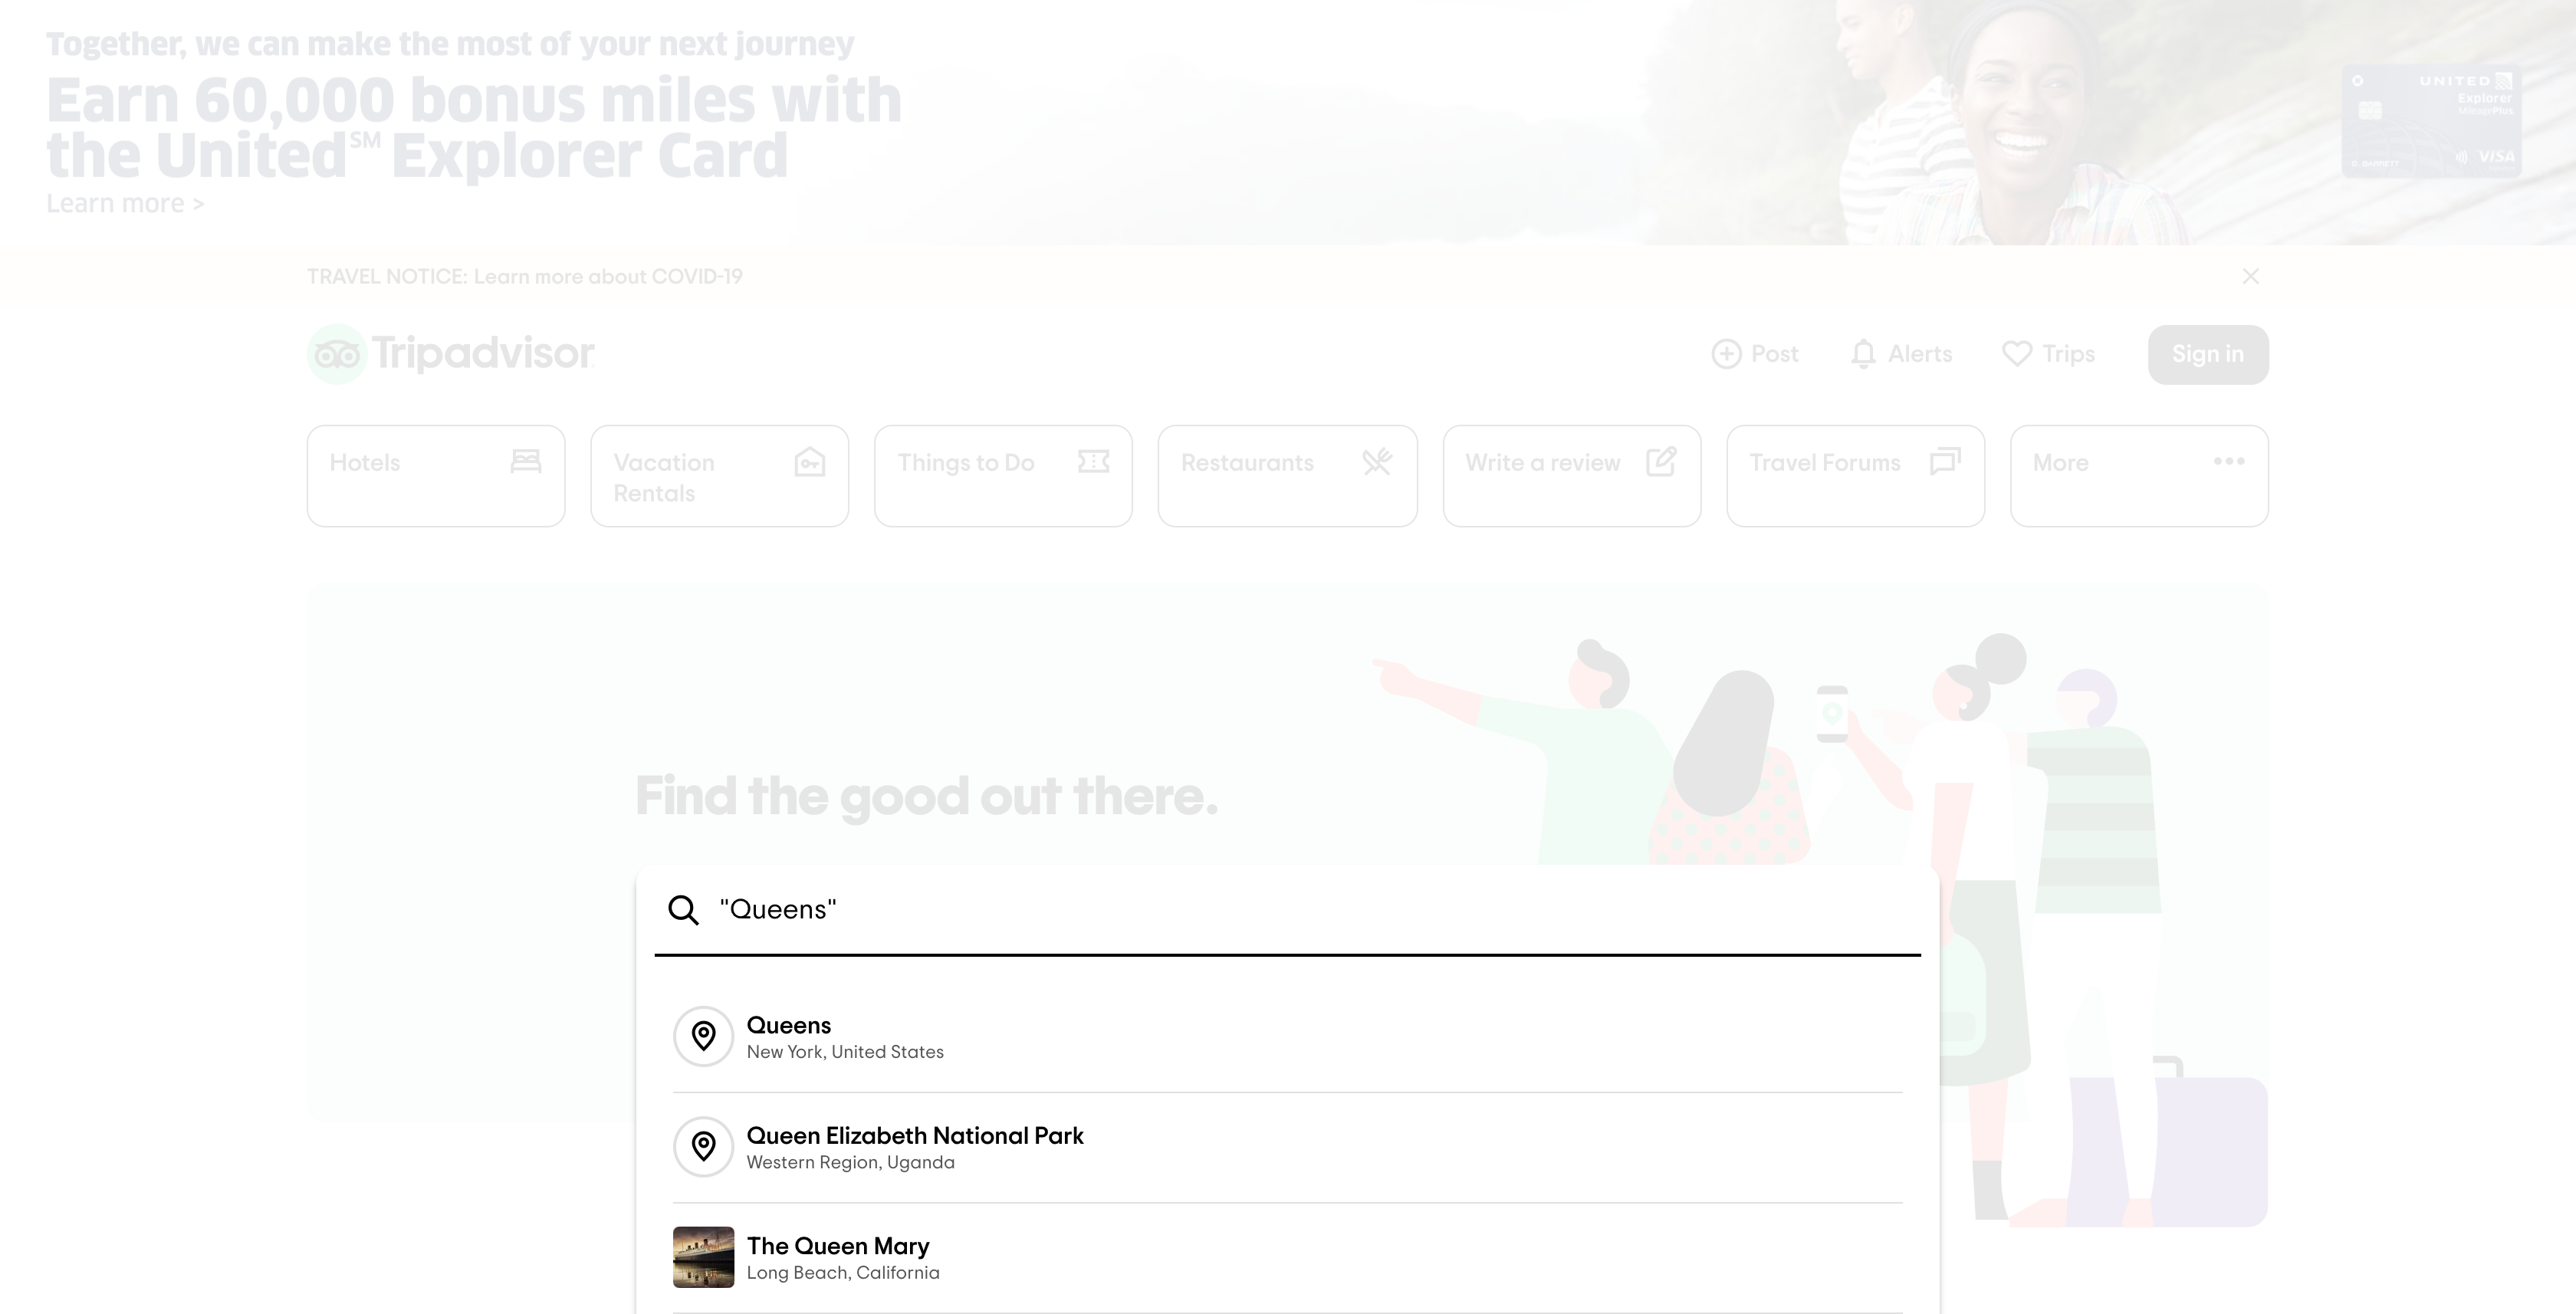 Together, we can make the most of your next journey
Earn 60,000 bonus miles with
the United℠ Explorer Card
Learn more >
UNITED
Explorer
MileagePlus
D. BARRETT
VISA
TRAVEL NOTICE: Learn more about COVID-19
Tripadvisor
Post
Alerts
Trips
Sign in
Hotels
Vacation
Rentals
Things to Do
Restaurants
Write a review
Travel Forums
More
Find the good out there.
"Queens"
Queens
New York, United States
Queen Elizabeth National Park
Western Region, Uganda
The Queen Mary
Long Beach, California